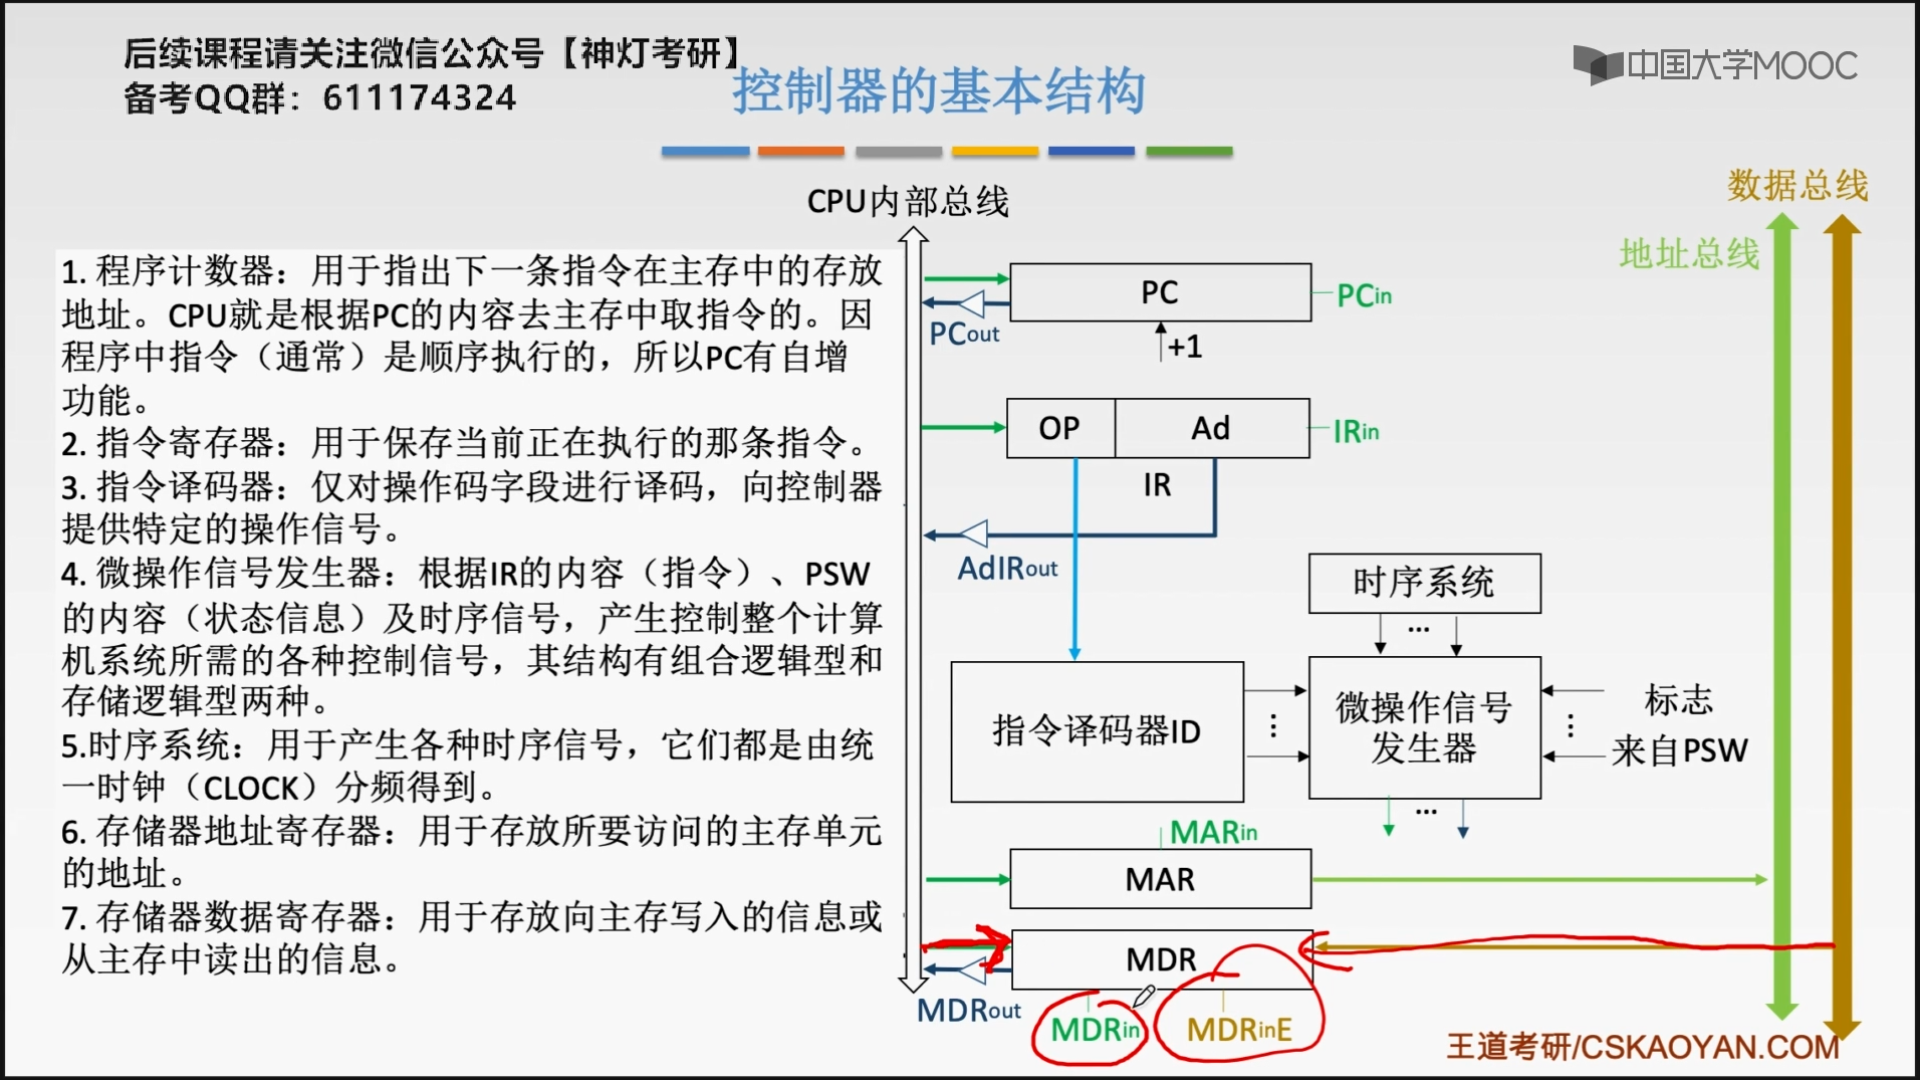 后续课程请关注微信公众号【神灯考研】
备考QQ群：611174324
中国大学MOOC
控制器的基本结构
数据总线
地址总线
CPU内部总线
1. 程序计数器：用于指出下一条指令在主存中的存放
地址。CPU就是根据PC的内容去主存中取指令的。因
程序中指令（通常）是顺序执行的，所以PC有自增
功能。
2. 指令寄存器：用于保存当前正在执行的那条指令。
3. 指令译码器：仅对操作码字段进行译码，向控制器
提供特定的操作信号。
4. 微操作信号发生器：根据IR的内容（指令）、PSW
的内容（状态信息）及时序信号，产生控制整个计算
机系统所需的各种控制信号，其结构有组合逻辑型和
存储逻辑型两种。
5.时序系统：用于产生各种时序信号，它们都是由统
一时钟（CLOCK）分频得到。
6. 存储器地址寄存器：用于存放所要访问的主存单元
的地址。
7. 存储器数据寄存器：用于存放向主存写入的信息或
从主存中读出的信息。
PC
PCin
PCout
+1
OP
Ad
IRin
IR
AdIRout
时序系统
...
指令译码器ID
微操作信号
发生器
标志
来自PSW
...
MARin
MAR
MDR
MDRout
MDRin
MDRinE
王道考研/CSKAOYAN.COM